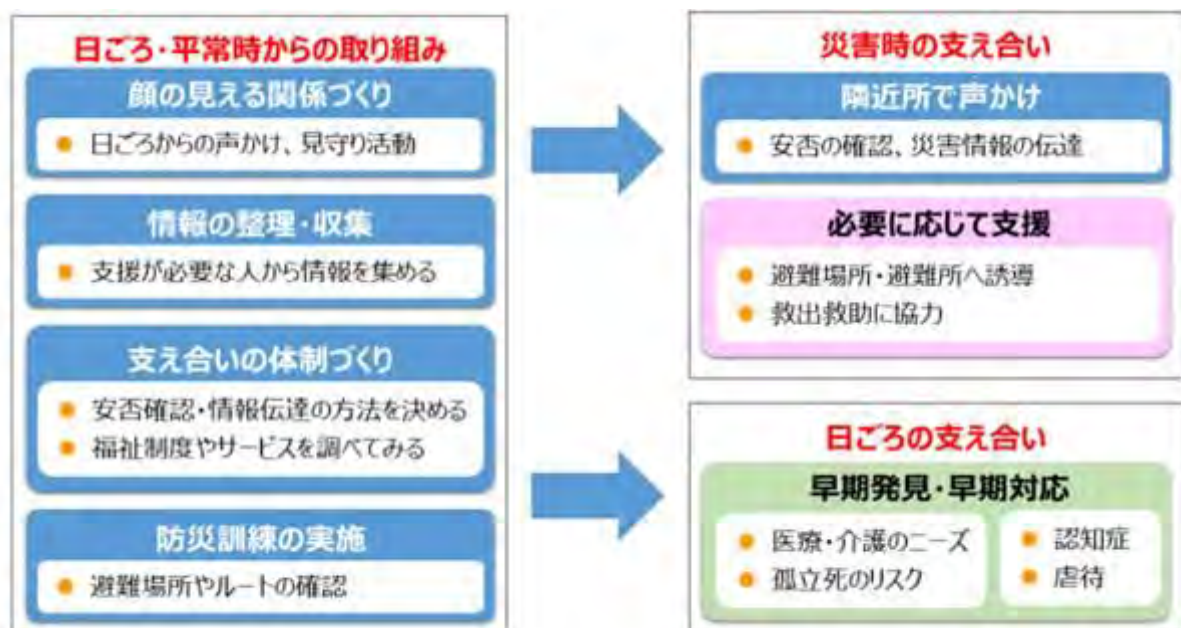 日ごろ・平常時からの取り組み
顔の見える関係づくり
日ごろからの声かけ、見守り活動
情報の整理・収集
支援が必要な人から情報を集める
支え合いの体制づくり
安否確認・情報伝達の方法を決める
福祉制度やサービスを調べてみる
防災訓練の実施
避難場所やルートの確認
災害時の支え合い
隣近所で声かけ
安否の確認、災害情報の伝達
必要に応じて支援
避難場所・避難所へ誘導
救出救助に協力
日ごろの支え合い
早期発見・早期対応
医療・介護のニーズ
孤立死のリスク
認知症
虐待